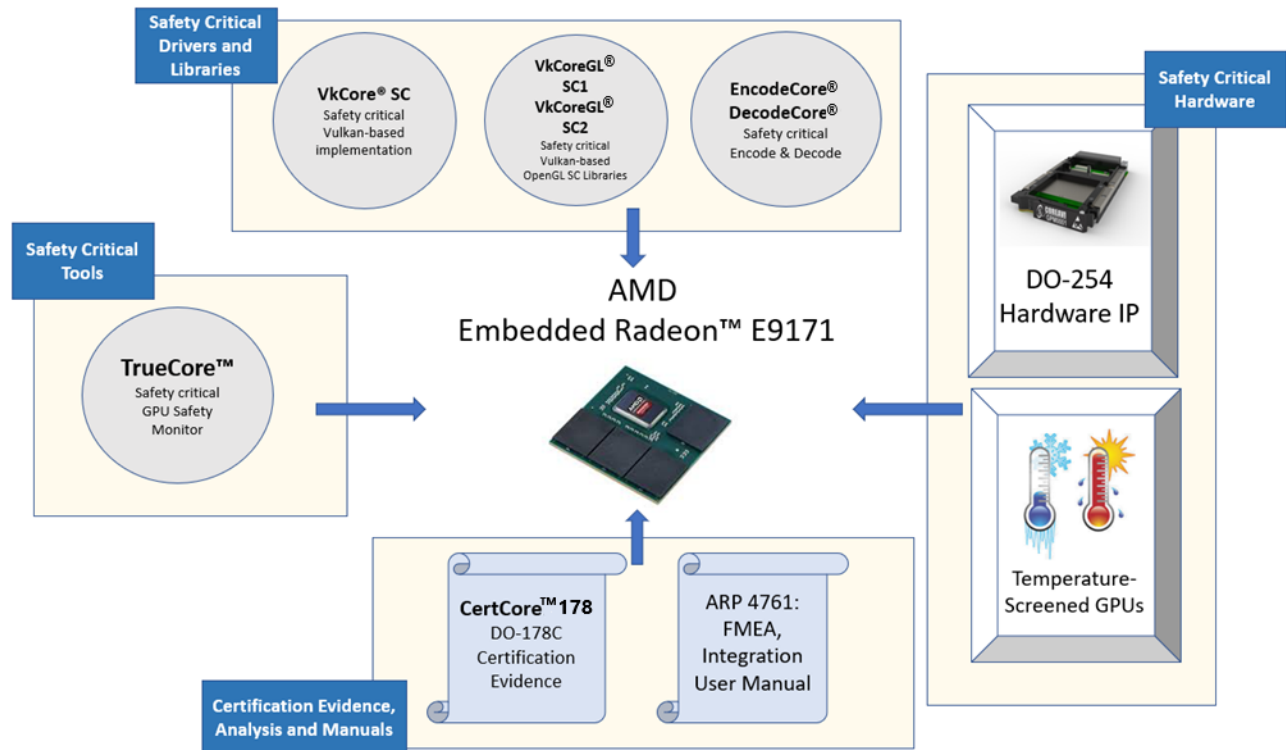 Safety Critical
Drivers and
Libraries
VkCore® SC
Safety critical
Vulkan-based
implementation
VkCoreGL®
SC1
VkCoreGL®
SC2
Safety critical
Vulkan-based
OpenGL SC Libraries
EncodeCore®
DecodeCore®
Safety critical
Encode & Decode
Safety Critical
Hardware
DO-254
Hardware IP
Temperature-
Screened GPUs
Safety Critical
Tools
TrueCore™
Safety critical
GPU Safety
Monitor
AMD
Embedded Radeon™ E9171
AMD
CertCore™178
DO-178C
Certification
Evidence
ARP 4761:
FMEA,
Integration
User Manual
Certification Evidence,
Analysis and Manuals